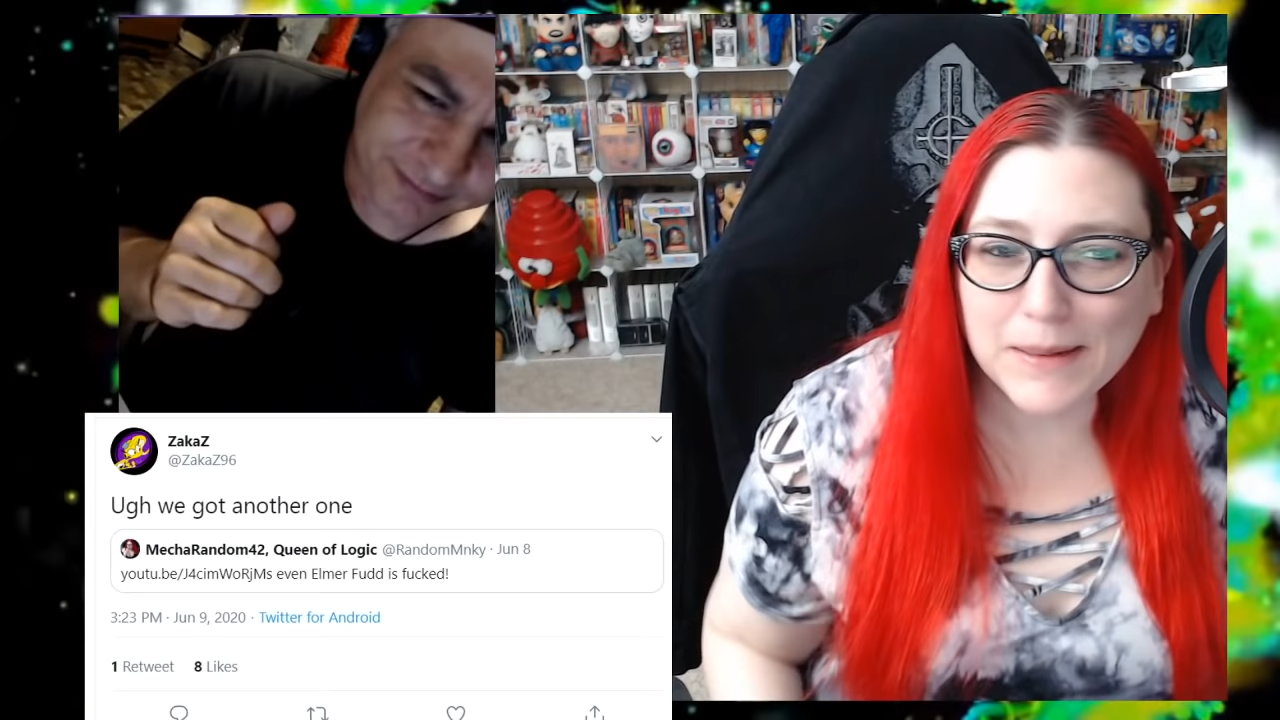 ZakaZ
@ZakaZ96
Ugh we got another one
MechaRandom42, Queen of Logic @RandomMnky · Jun 8
youtu.be/J4cimWoRjMs even Elmer Fudd is fucked!
3:23 PM · Jun 9, 2020 · Twitter for Android
1 Retweet 8 Likes